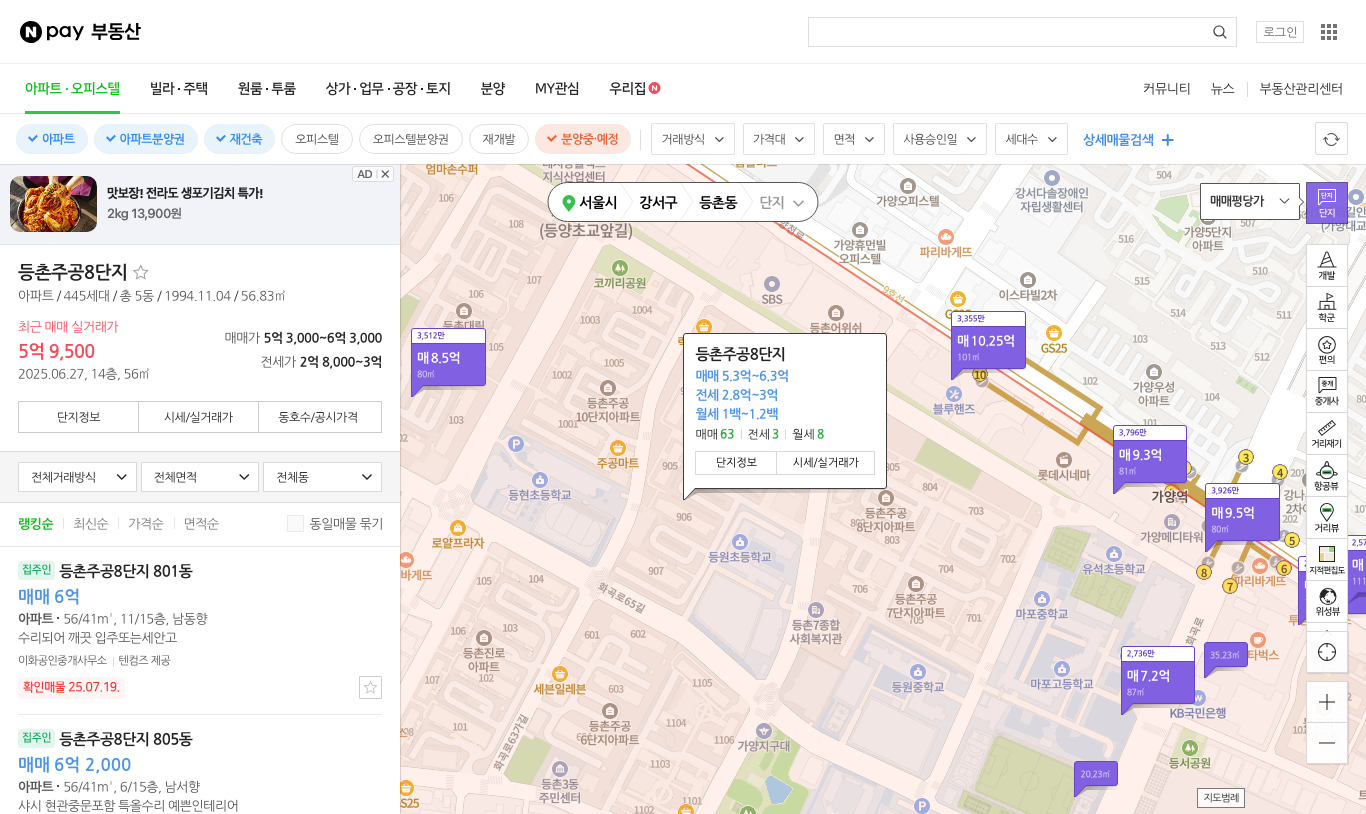 N pay 부동산
로그인
아파트·오피스텔
빌라·주택
원룸·투룸
상가·업무·공장·토지
분양
MY관심
우리집 N
커뮤니티
뉴스
부동산관리센터
아파트
아파트분양권
재건축
오피스텔
오피스텔분양권
재개발
분양중·예정
거래방식
가격대
면적
사용승인일
세대수
상세매물검색
AD
맛보장! 전라도 생포기김치 특가!
2kg 13,900원
등촌주공8단지
아파트 / 445세대 / 총 5동 / 1994.11.04 / 56.83㎡
최근 매매 실거래가
5억 9,500
2025.06.27, 14층, 56㎡
매매가 5억 3,000~6억 3,000
전세가 2억 8,000~3억
단지정보
시세/실거래가
동호수/공시가격
전체거래방식
전체면적
전체동
랭킹순
최신순
가격순
면적순
동일매물 묶기
집주인 등촌주공8단지 801동
매매 6억
아파트 · 56/41m², 11/15층, 남동향
수리되어 깨끗 입주또는세안고
이화공인중개사무소 | 텐컴즈 제공
확인매물 25.07.19.
집주인 등촌주공8단지 805동
매매 6억 2,000
아파트 · 56/41m², 6/15층, 남서향
샤시 현관중문포함 특올수리 예쁜인테리어
엄마손수퍼
지식산업센터
서울시
강서구
등촌동
단지
(등양초교앞길)
가양오피스텔
강서구다솔장애인
자립생활센터
매매평당가
단지
단지
가양5단지
아파트
가양휴먼빌
오피스텔
파리바게뜨
코끼리공원
SBS
이스타빌2차
9호선
등촌대림
등촌어위쉬
GS25
GS25
3,512만
매 8.5억
80㎡
3,355만
매 10.25억
101㎡
10
등촌주공8단지
매매 5.3억~6.3억
전세 2.8억~3억
월세 1백~1.2백
매매 63
전세 3
월세 8
단지정보
시세/실거래가
가양우성
아파트
블루핸즈
등촌주공
10단지아파트
주공마트
롯데시네마
3,796만
매 9.3억
81㎡
가양역
3
4
3,926만
매 9.5억
80㎡
등현초등학교
등촌주공
8단지아파트
가양메디타워
로얄프라자
등원초등학교
유석초등학교
5
6
7
8
파리바게뜨
화곡로65길
등촌주공
7단지아파트
마포중학교
등촌7종합
사회복지관
등촌진로
아파트
세븐일레븐
등원중학교
마포고등학교
화곡로
2,736만
매 7.2억
87㎡
35.23㎡
KB국민은행
등촌주공
6단지아파트
가양지구대
화곡로63가길
등서공원
20.23㎡
등촌3동
주민센터
지도범례
개발
학군
편의
중개
중개사
거리재기
항공뷰
거리뷰
지적편집도
위성뷰